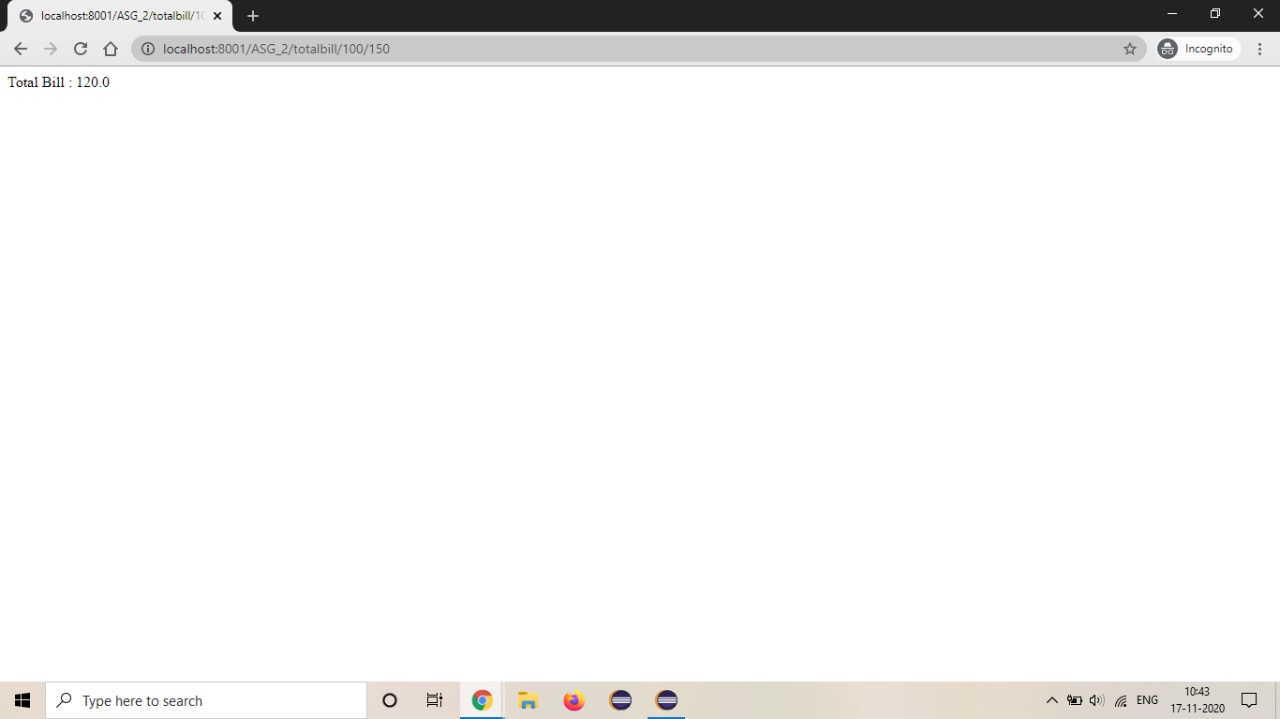 localhost:8001/ASG_2/totalbill/10
localhost:8001/ASG_2/totalbill/100/150
Incognito
Total Bill : 120.0
Type here to search
ENG
10:43
17-11-2020